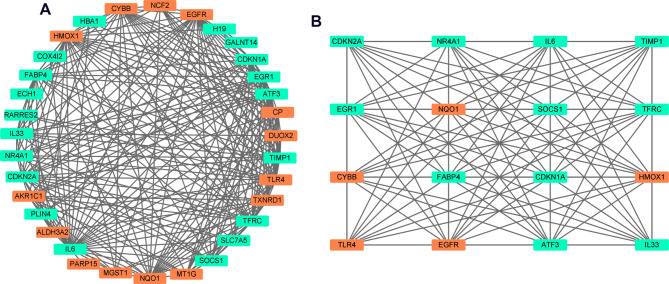 A
NCF2
CYBB
EGFR
HBA1
H19
HMOX1
GALNT14
COX4I2
CDKN1A
FABP4
EGR1
ECH1
ATF3
RARRES2
CP
IL33
DUOX2
NR4A1
TIMP1
CDKN2A
TLR4
AKR1C1
TXNRD1
PLIN4
TFRC
ALDH3A2
SLC7A5
IL6
SOCS1
PARP15
MT1G
MGST1
NQO1
B
CDKN2A NR4A1 IL6 TIMP1
EGR1 NQO1 SOCS1 TFRC
CYBB FABP4 CDKN1A HMOX1
TLR4 EGFR ATF3 IL33